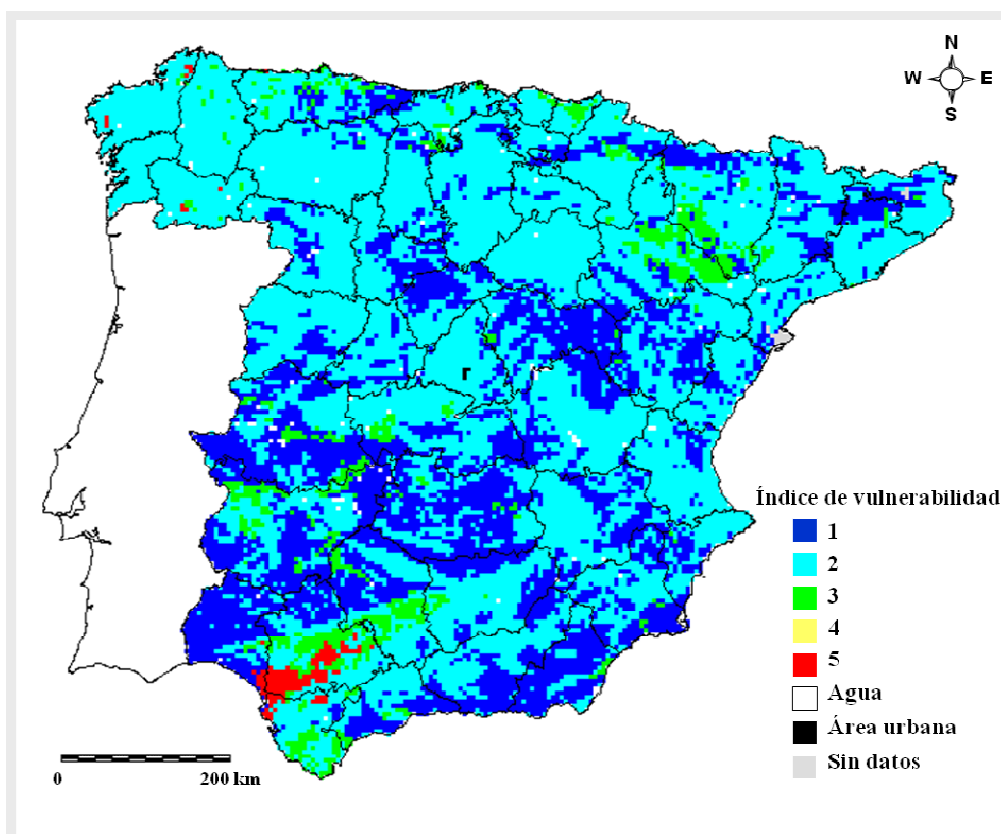 N
W E
S
Índice de vulnerabilidad
1
2
3
4
5
Agua
Área urbana
Sin datos
0 200 km